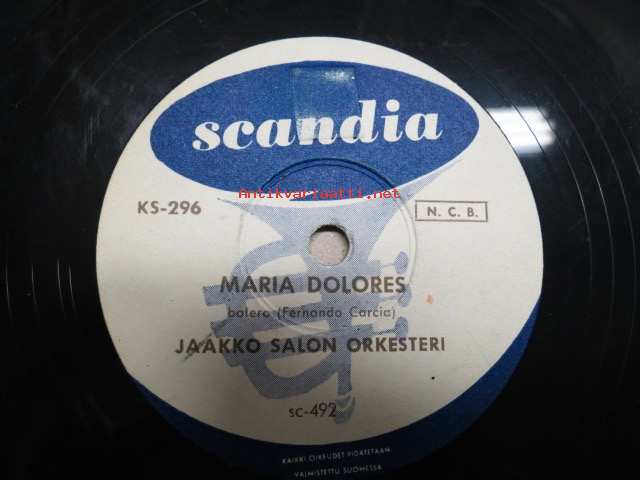 scandia
Antikvariaatti.net
KS-296
N. C. B.
MARIA DOLORES
bolero (Fernando Carcia)
JAAKKO SALON ORKESTERI
SC-492
KAIKKI OIKEUDET PIDÄTETÄÄN
VALMISTETTU SUOMESSA